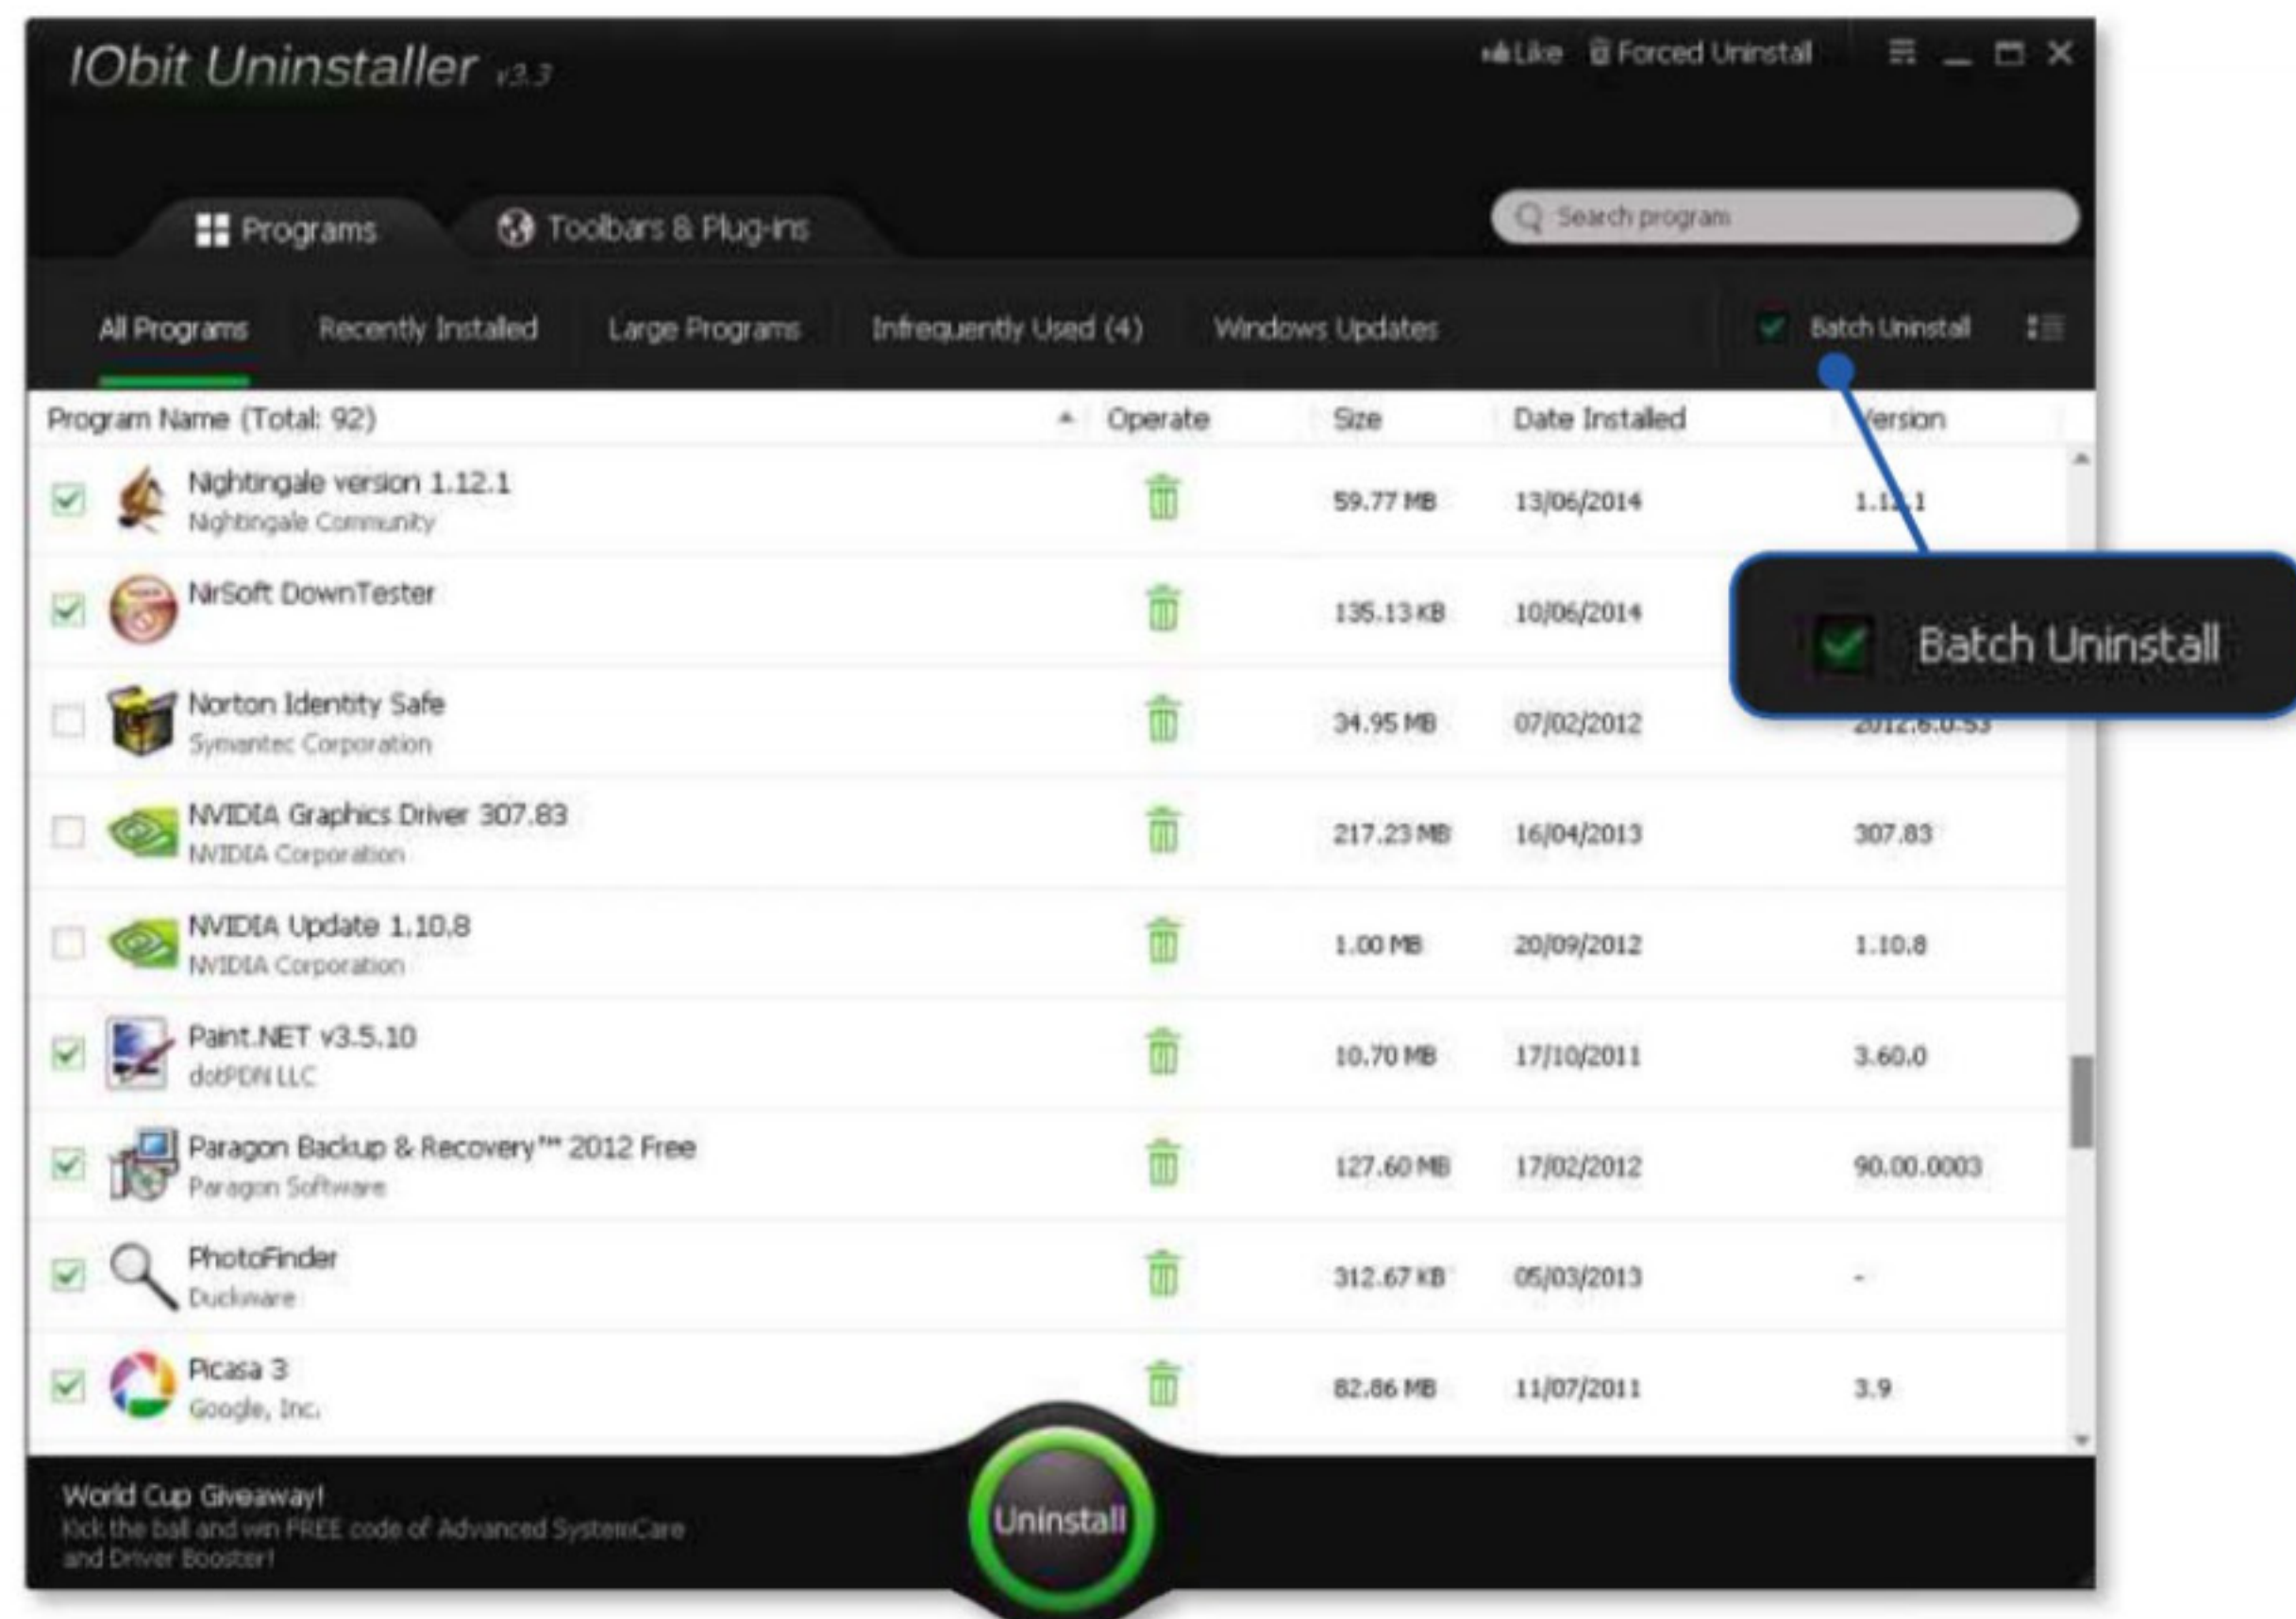 IObit Uninstaller v3.3
Like Forced Uninstall
Programs Toolbars & Plug-ins Search program
All Programs Recently Installed Large Programs Infrequently Used (4) Windows Updates Batch Uninstall
Program Name (Total: 92) Operate Size Date Installed Version
Nightingale version 1.12.1
Nightingale Community
59.77 MB 13/06/2014 1.12.1
NirSoft DownTester
135.13 KB 10/06/2014
Batch Uninstall
Norton Identity Safe
Symantec Corporation
34.95 MB 07/02/2012 2012.6.0.53
NVIDIA Graphics Driver 307.83
NVIDIA Corporation
217.23 MB 16/04/2013 307.83
NVIDIA Update 1.10.8
NVIDIA Corporation
1.00 MB 20/09/2012 1.10.8
Paint.NET v3.5.10
dotPDN LLC
10.70 MB 17/10/2011 3.60.0
Paragon Backup & Recovery™ 2012 Free
Paragon Software
127.60 MB 17/02/2012 90.00.0003
PhotoFinder
Duckware
312.67 KB 05/03/2013 -
Picasa 3
Google, Inc.
82.86 MB 11/07/2011 3.9
World Cup Giveaway!
Kick the ball and win FREE code of Advanced SystemCare
and Driver Booster!
Uninstall